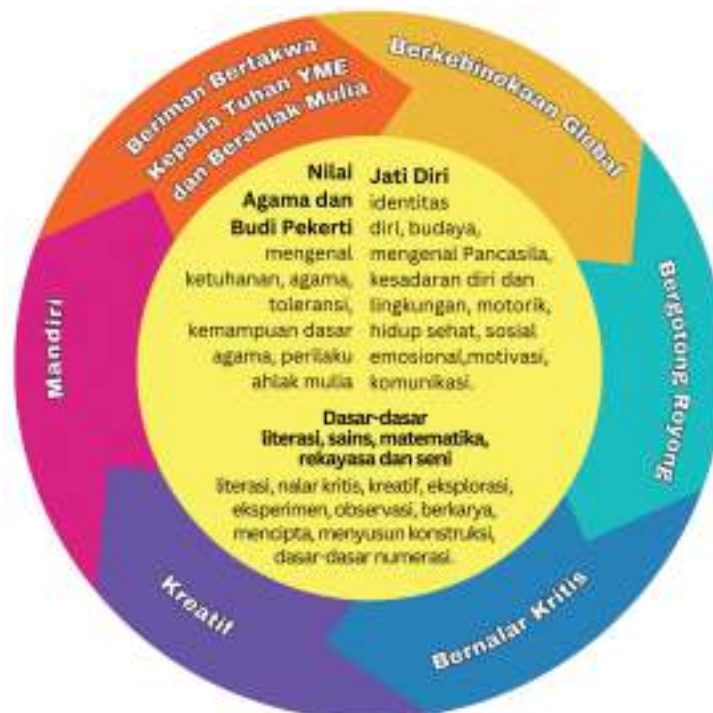 Beriman Bertakwa
Kepada Tuhan YME
dan Berahlak Mulia
Berkebinekaan Global
Bergotong Royong
Bernalar Kritis
Kreatif
Mandiri
Nilai
Agama dan
Budi Pekerti
mengenal
ketuhanan, agama,
toleransi,
kemampuan dasar
agama, perilaku
ahlak mulia
Jati Diri
identitas
diri, budaya,
mengenal Pancasila,
kesadaran diri dan
lingkungan, motorik,
hidup sehat, sosial
emosional,motivasi,
komunikasi.
Dasar-dasar
literasi, sains, matematika,
rekayasa dan seni
literasi, nalar kritis, kreatif, eksplorasi,
eksperimen, observasi, berkarya,
mencipta, menyusun konstruksi,
dasar-dasar numerasi.